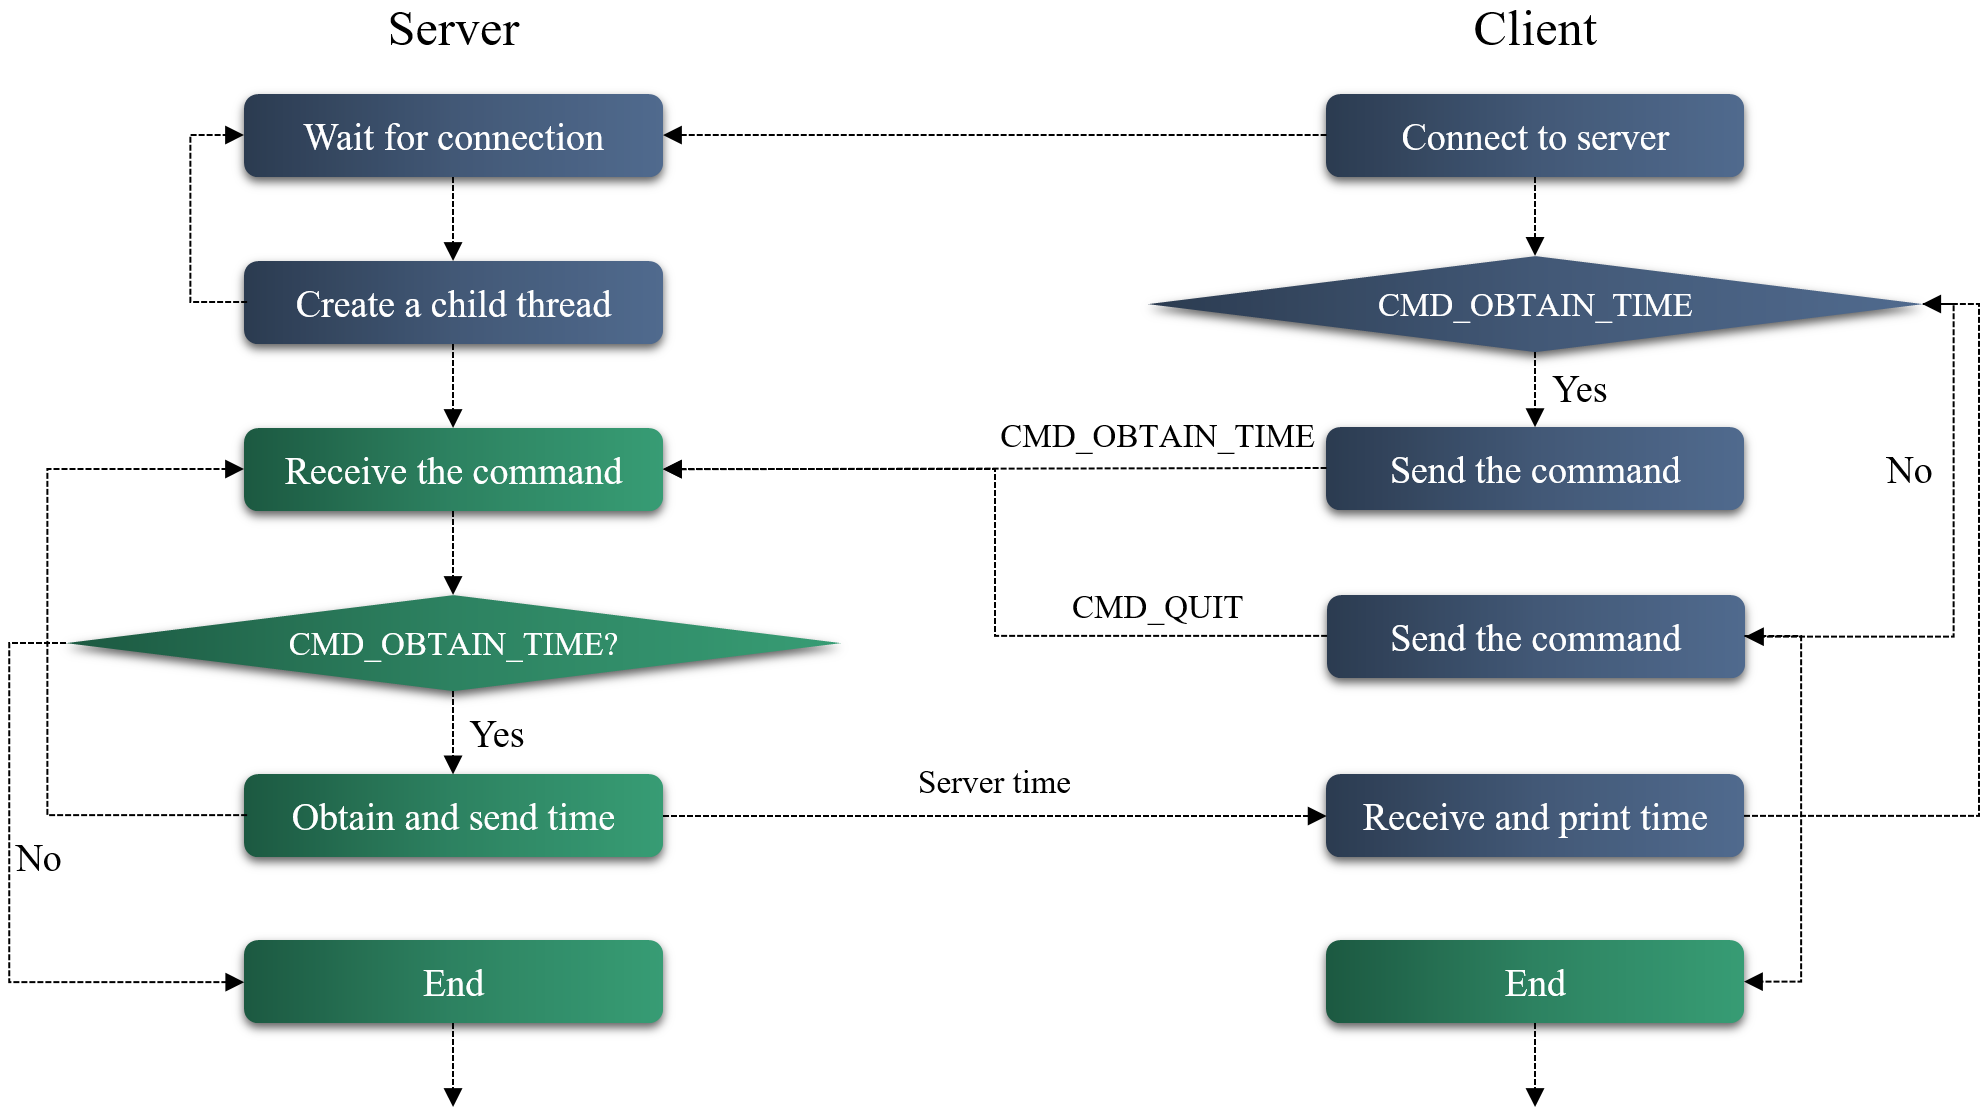 Server
Client
Wait for connection
Connect to server
Create a child thread
CMD_OBTAIN_TIME
Yes
CMD_OBTAIN_TIME
Receive the command
Send the command
No
CMD_QUIT
Send the command
CMD_OBTAIN_TIME?
Yes
Server time
Obtain and send time
Receive and print time
No
End
End